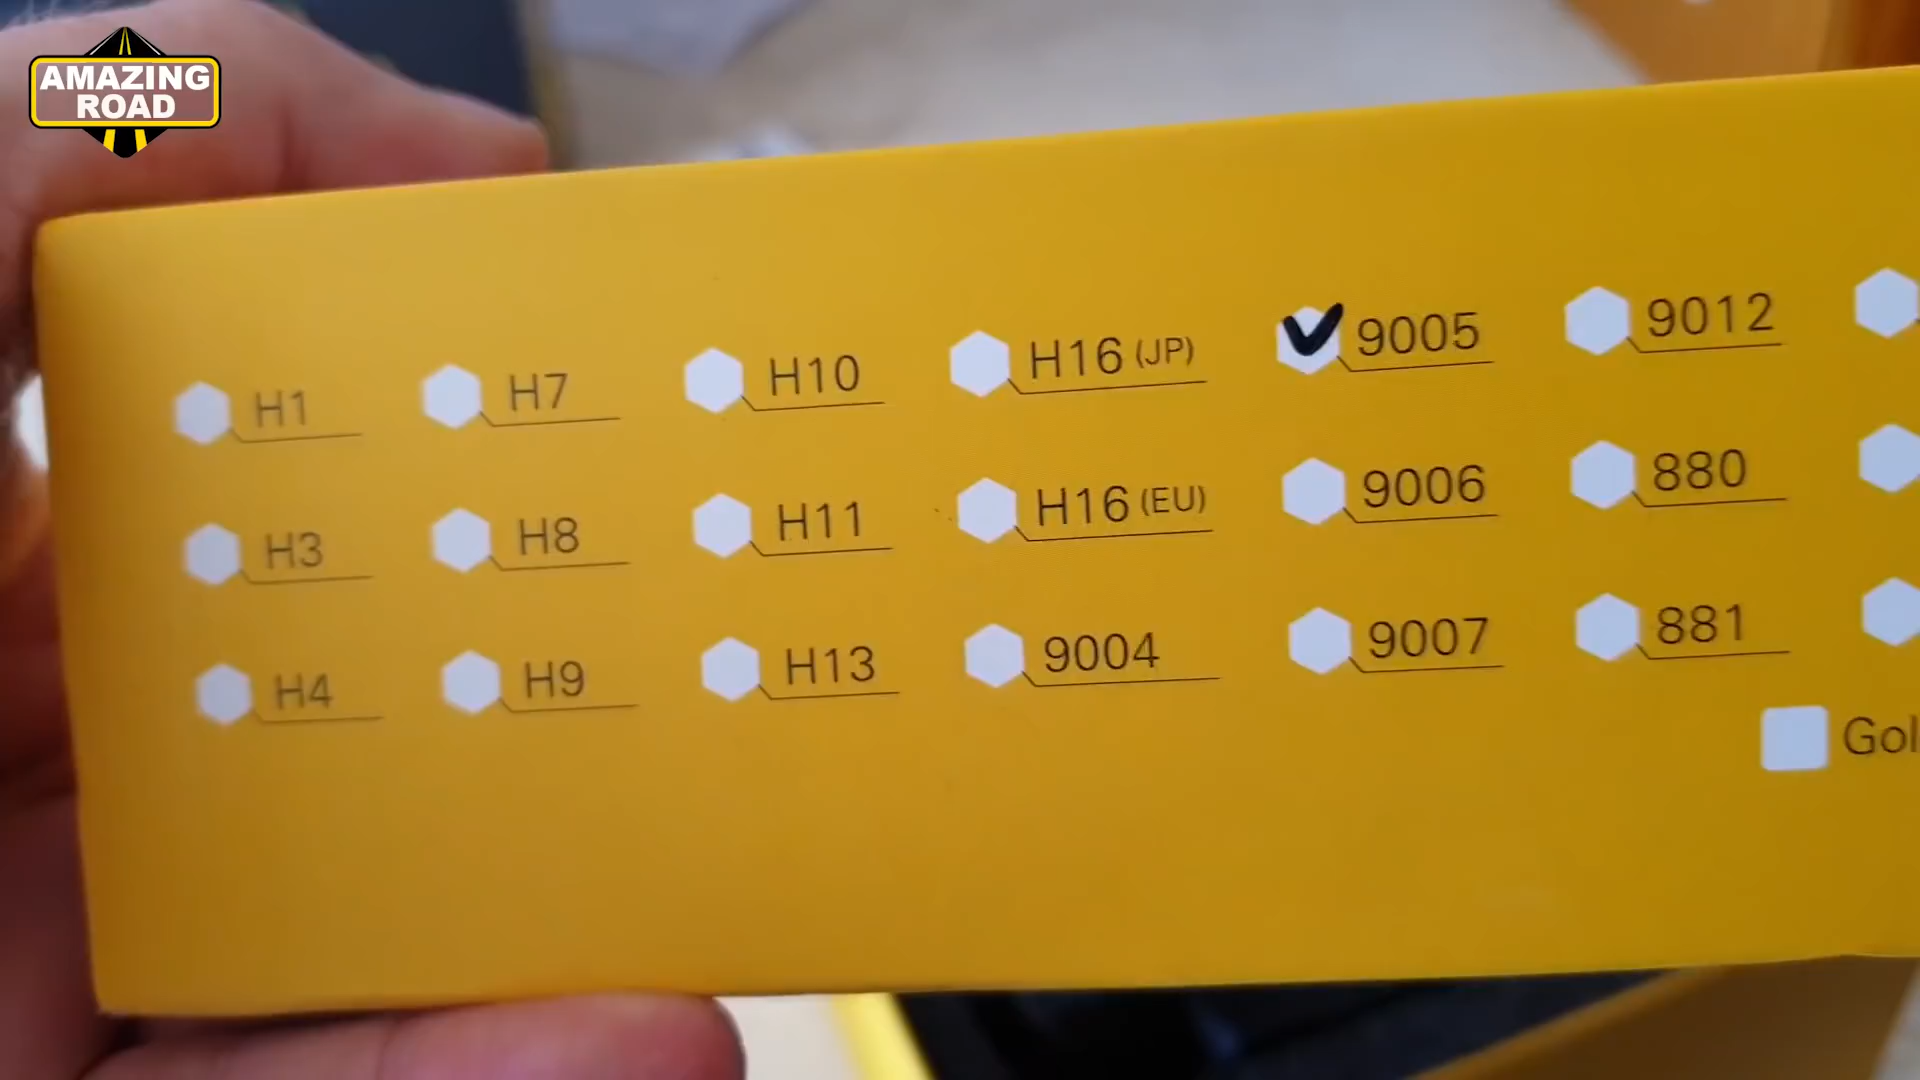 AMAZING
ROAD
H1 H7 H10 H16 (JP) 9005 9012
H3 H8 H11 H16 (EU) 9006 880
H4 H9 H13 9004 9007 881
Gol